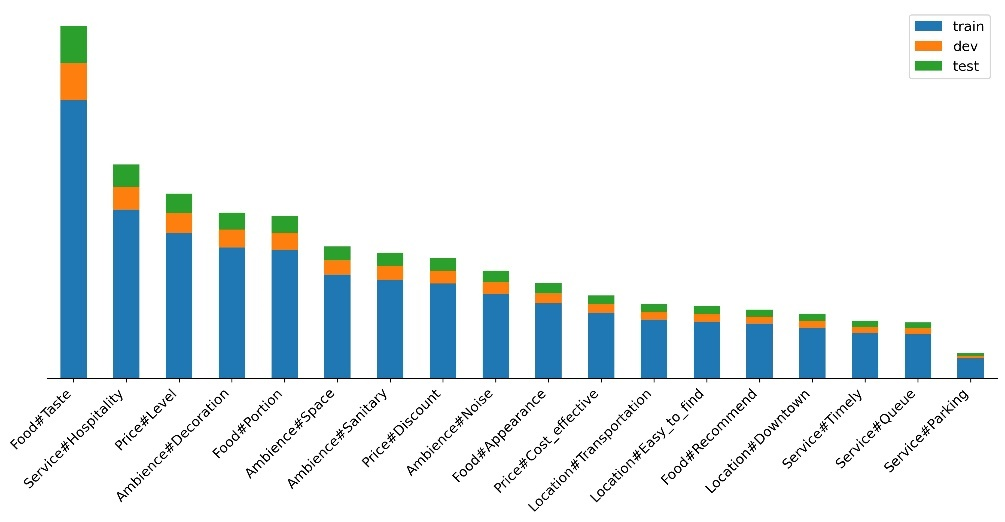 train
dev
test
Food#Taste
Service#Hospitality
Price#Level
Ambience#Decoration
Food#Portion
Ambience#Space
Ambience#Sanitary
Price#Discount
Ambience#Noise
Food#Appearance
Price#Cost_effective
Location#Transportation
Location#Easy_to_find
Food#Recommend
Location#Downtown
Service#Timely
Service#Queue
Service#Parking